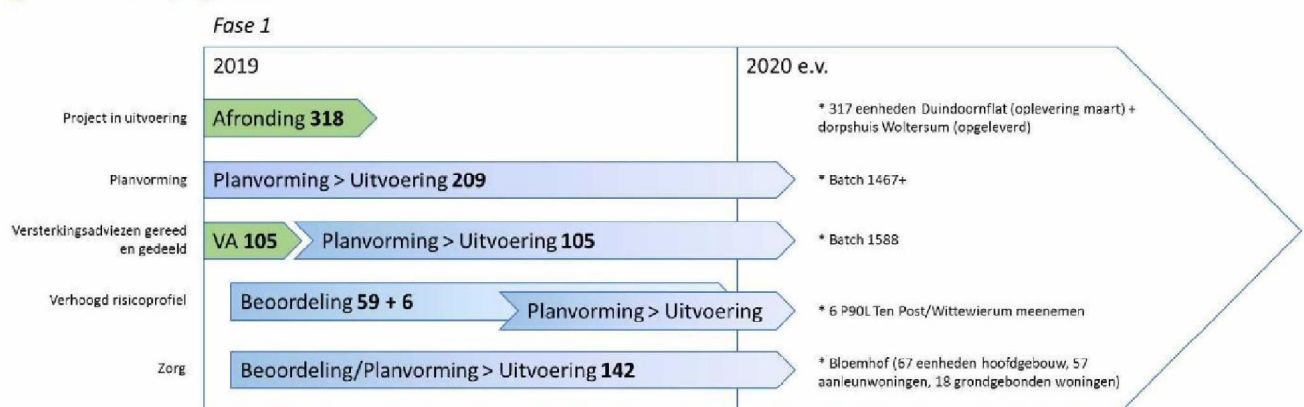 Fase 1
2019
2020 e.v.
Project in uitvoering
Afronding 318
* 317 eenheden Duindoornflat (oplevering maart) +
dorpshuis Woltersum (opgeleverd)
Planvorming
Planvorming > Uitvoering 209
* Batch 1467+
Versterkingsadviezen gereed
en gedeeld
VA 105
Planvorming > Uitvoering 105
* Batch 1588
Verhoogd risicoprofiel
Beoordeling 59 + 6
Planvorming > Uitvoering
* 6 P90L Ten Post/Wittewierum meenemen
Zorg
Beoordeling/Planvorming > Uitvoering 142
* Bloemhof (67 eenheden hoofdgebouw, 57
aanleunwoningen, 18 grondgebonden woningen)